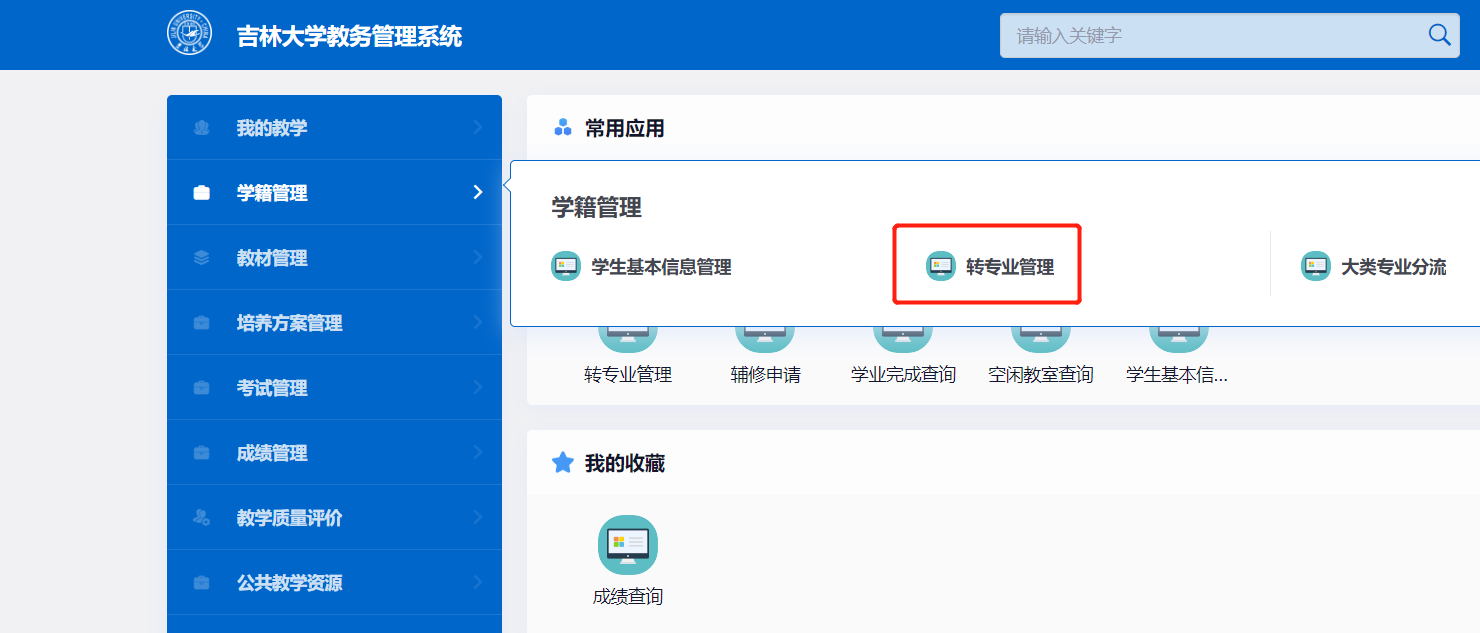 吉林大学教务管理系统
请输入关键字
我的教学
学籍管理
教材管理
培养方案管理
考试管理
成绩管理
教学质量评价
公共教学资源
常用应用
学籍管理
学生基本信息管理
转专业管理
大类专业分流
转专业管理
辅修申请
学业完成查询
空闲教室查询
学生基本信...
我的收藏
成绩查询